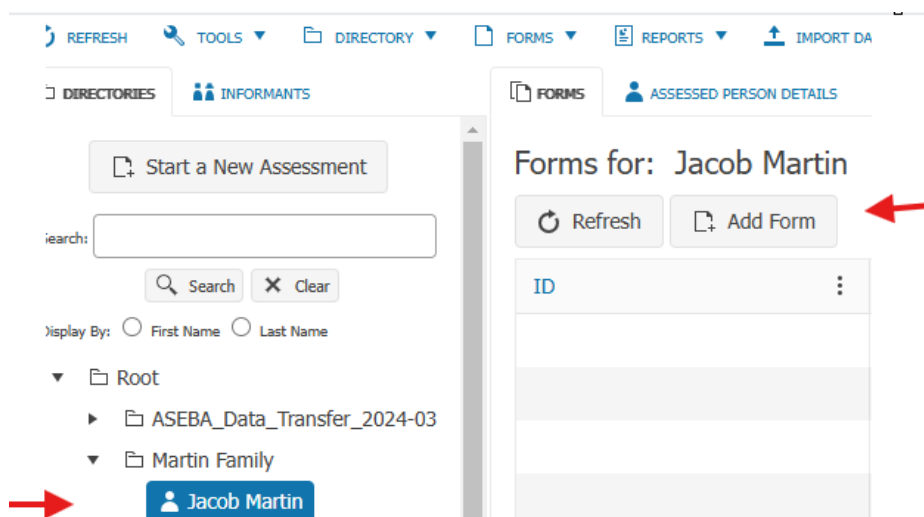 REFRESH TOOLS DIRECTORY FORMS REPORTS IMPORT DA
DIRECTORIES INFORMANTS
Start a New Assessment
Search:
Search Clear
Display By: First Name Last Name
Root
ASEBA_Data_Transfer_2024-03
Martin Family
Jacob Martin
FORMS ASSESSED PERSON DETAILS
Forms for: Jacob Martin
Refresh Add Form
ID